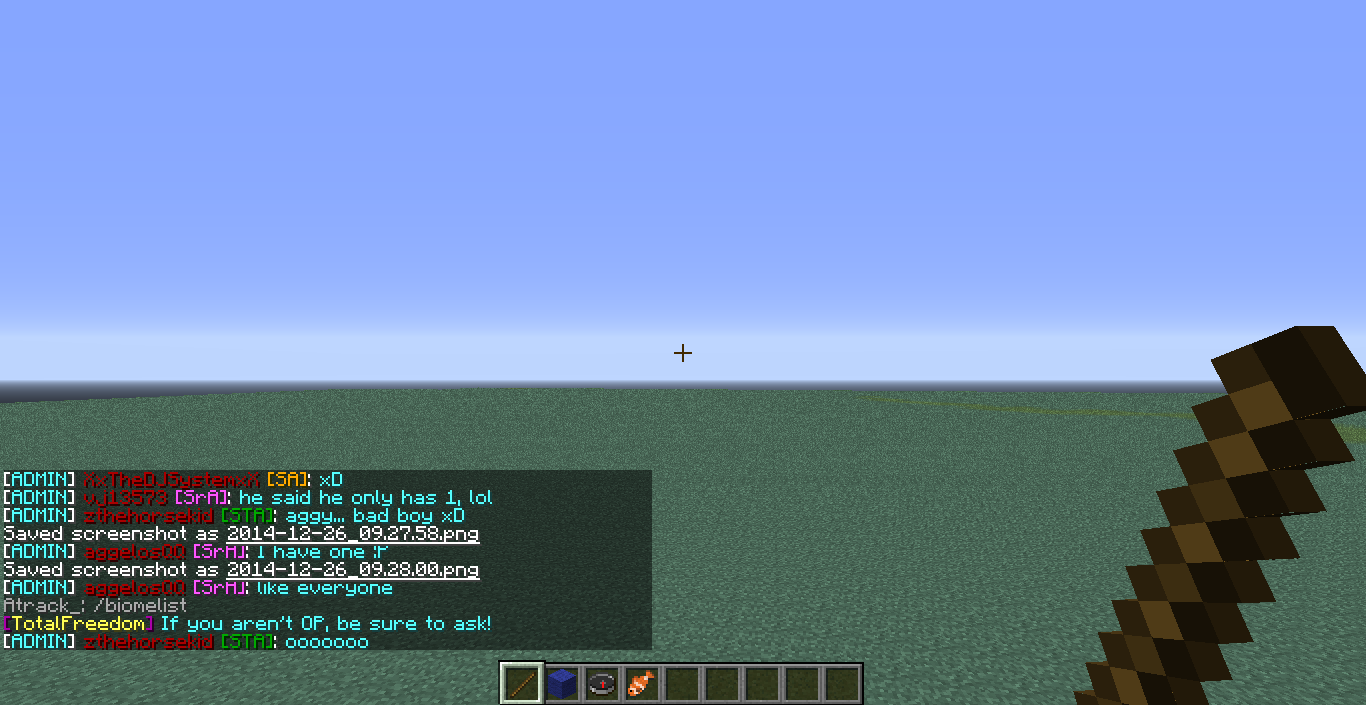 [ADMIN] XxTheDJSystemxX [SA]: xD
[ADMIN] vj13573 [SrA]: he said he only has 1, lol
[ADMIN] zthehorsekid [STA]: aggy... bad boy xD
Saved screenshot as 2014-12-26_09.27.58.png
[ADMIN] aggelosQQ [SrA]: I have one :P
Saved screenshot as 2014-12-26_09.28.00.png
[ADMIN] aggelosQQ [SrA]: like everyone
Atrack_: /biomelist
[TotalFreedom] If you aren't OP, be sure to ask!
[ADMIN] zthehorsekid [STA]: ooooooo